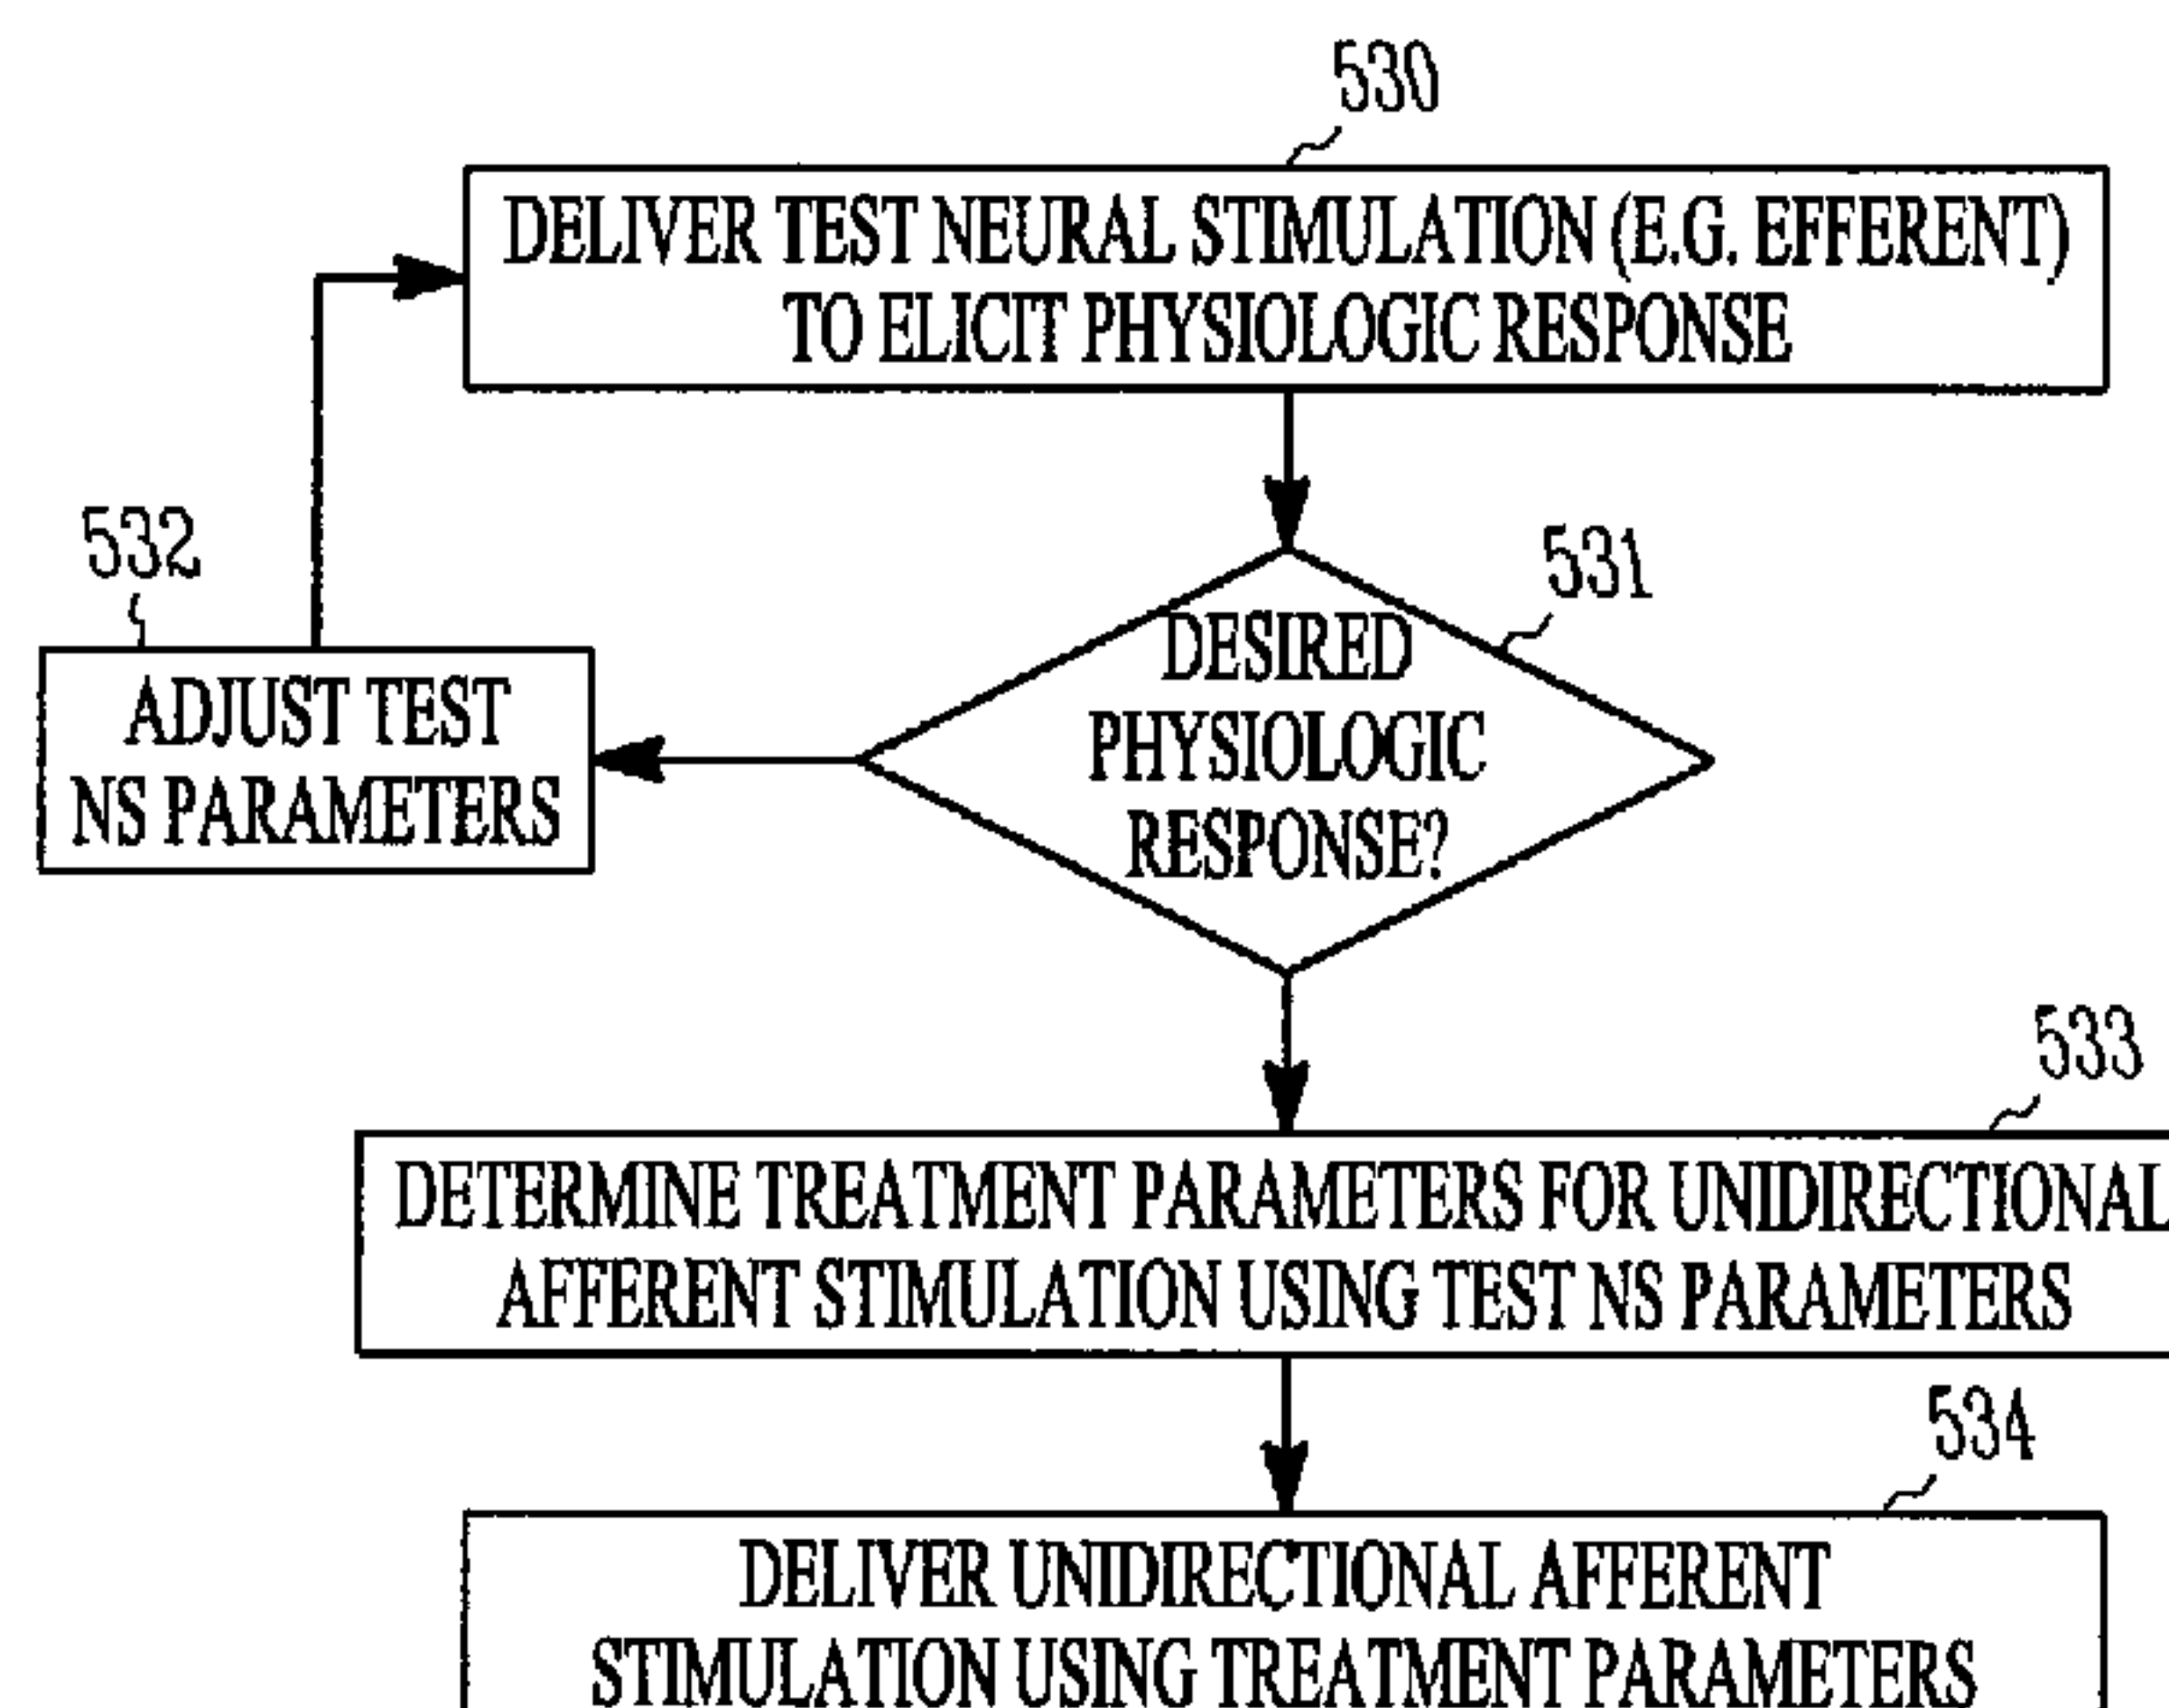 530
DELIVER TEST NEURAL STIMULATION (E.G. EFFERENT)
TO ELICIT PHYSIOLOGIC RESPONSE
532
531
ADJUST TEST
NS PARAMETERS
DESIRED
PHYSIOLOGIC
RESPONSE?
533
DETERMINE TREATMENT PARAMETERS FOR UNIDIRECTIONAL
AFFERENT STIMULATION USING TEST NS PARAMETERS
534
DELIVER UNIDIRECTIONAL AFFERENT
STIMULATION USING TREATMENT PARAMETERS